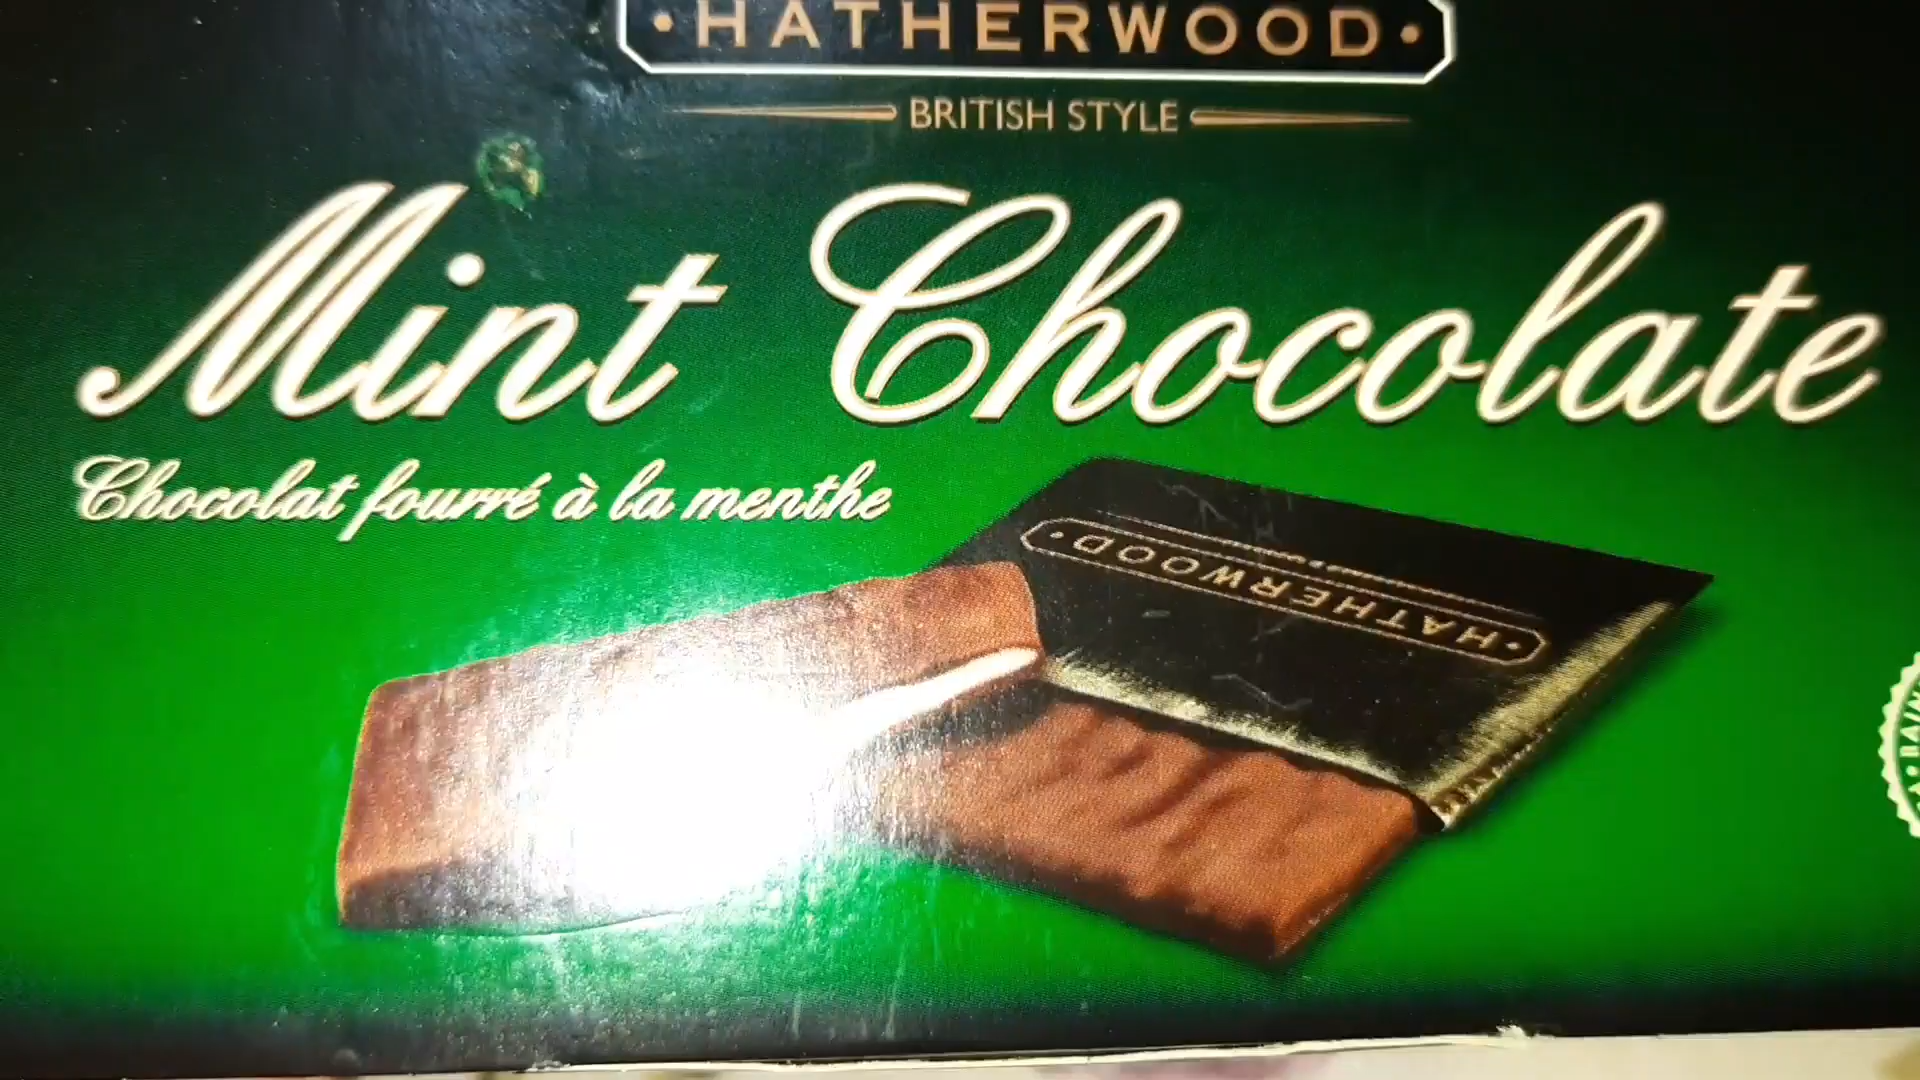 • HATHERWOOD •
BRITISH STYLE
Mint Chocolate
Chocolat fourré à la menthe
• HATHERWOOD •